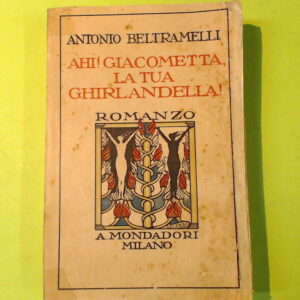 ANTONIO BELTRAMELLI
AHI! GIACOMETTA,
LA TUA
GHIRLANDELLA!
ROMANZO
A. MONDADORI
MILANO